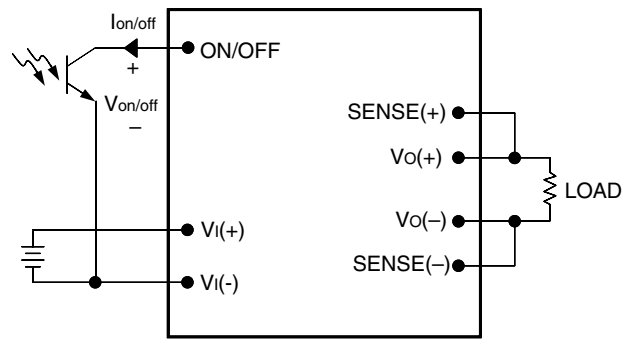 Ion/off
ON/OFF
+
Von/off
–
SENSE(+)
VO(+)
LOAD
VO(–)
VI(+)
SENSE(–)
VI(-)